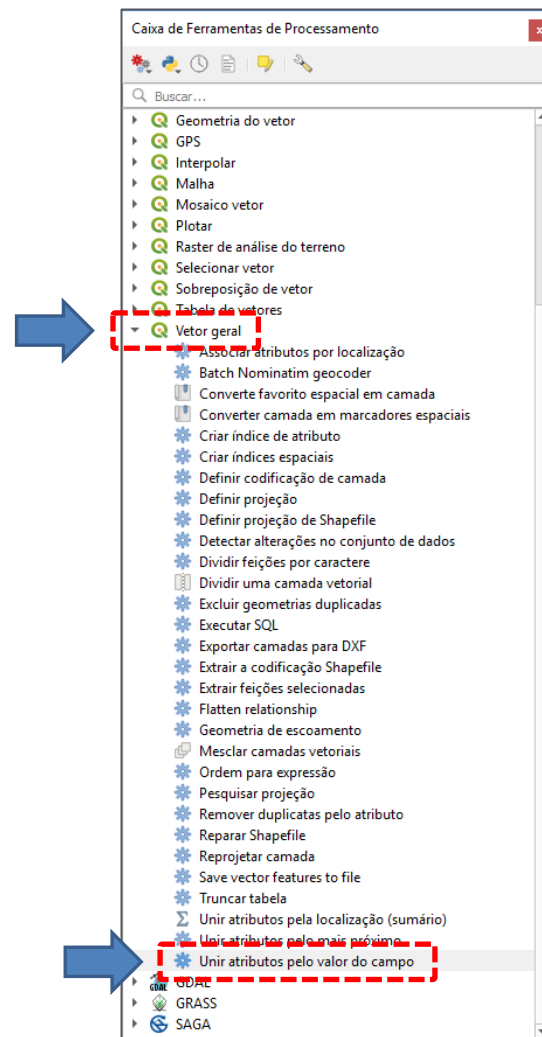 Caixa de Ferramentas de Processamento
Buscar...
Geometria do vetor
GPS
Interpolar
Malha
Mosaico vetor
Plotar
Raster de análise do terreno
Selecionar vetor
Sobreposição de vetor
Tabela de vetores
Vetor geral
Associar atributos por localização
Batch Nominatim geocoder
Converte favorito espacial em camada
Converter camada em marcadores espaciais
Criar índice de atributo
Criar índices espaciais
Definir codificação de camada
Definir projeção
Definir projeção de Shapefile
Detectar alterações no conjunto de dados
Dividir feições por caractere
Dividir uma camada vetorial
Excluir geometrias duplicadas
Executar SQL
Exportar camadas para DXF
Extrair a codificação Shapefile
Extrair feições selecionadas
Flatten relationship
Geometria de escoamento
Mesclar camadas vetoriais
Ordem para expressão
Pesquisar projeção
Remover duplicatas pelo atributo
Reparar Shapefile
Reprojetar camada
Save vector features to file
Truncar tabela
Unir atributos pela localização (sumário)
Unir atributos pelo mais próximo
Unir atributos pelo valor do campo
GDAL GDAL
GRASS
SAGA